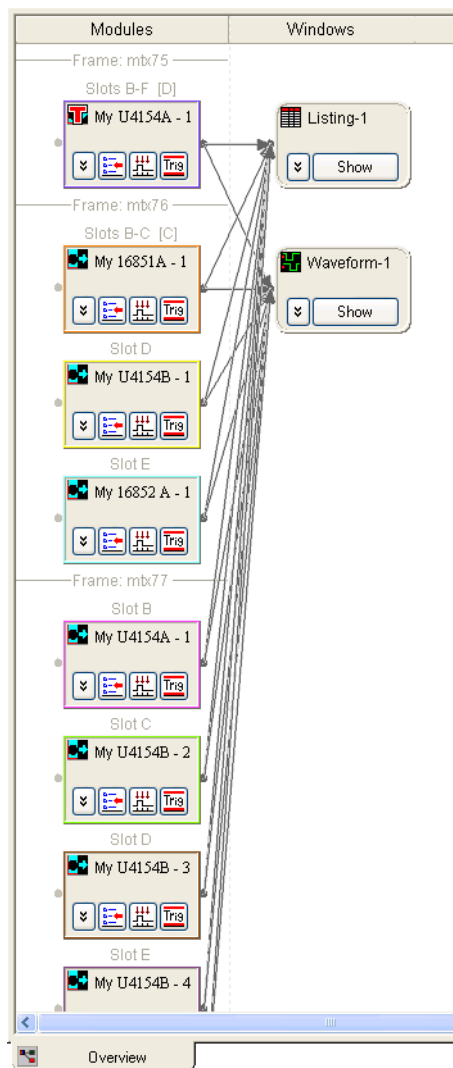 Modules Windows
Frame: mtx75
Slots B-F [D]
My U4154A - 1
Trig
Listing-1
Show
Frame: mtx76
Slots B-C [C]
My 16851A - 1
Trig
Waveform-1
Show
Slot D
My U4154B - 1
Trig
Slot E
My 16852 A - 1
Trig
Frame: mtx77
Slot B
My U4154A - 1
Trig
Slot C
My U4154B - 2
Trig
Slot D
My U4154B - 3
Trig
Slot E
My U4154B - 4
Overview